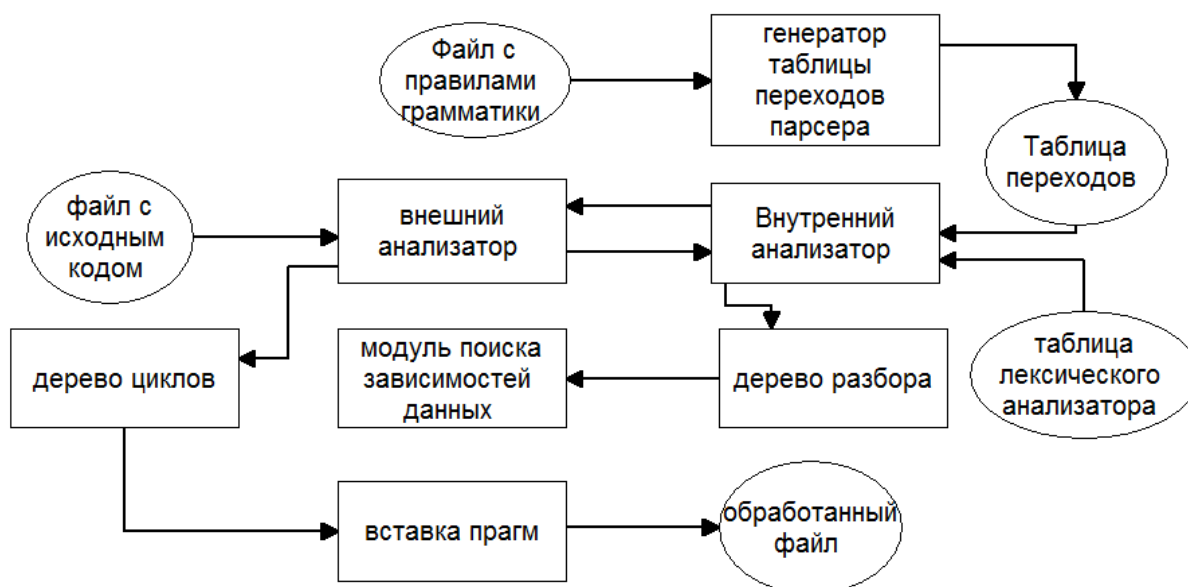 Файл с
правилами
грамматики
генератор
таблицы
переходов
парсера
Таблица
переходов
файл с
исходным
кодом
внешний
анализатор
Внутренний
анализатор
дерево циклов
модуль поиска
зависимостей
данных
дерево разбора
таблица
лексического
анализатора
вставка прагм
обработанный
файл